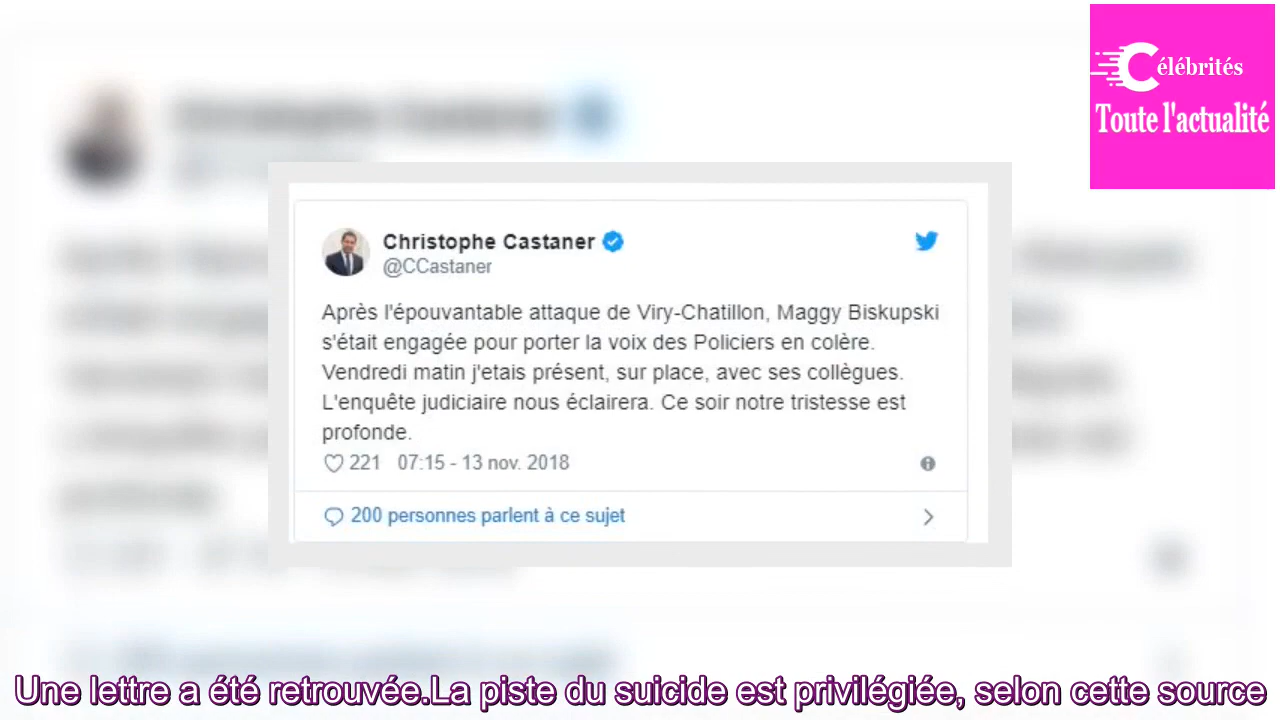 Célébrités
Toute l'actualité
Christophe Castaner
@CCastaner
Après l'épouvantable attaque de Viry-Chatillon, Maggy Biskupski
s'était engagée pour porter la voix des Policiers en colère.
Vendredi matin j'etais présent, sur place, avec ses collègues.
L'enquête judiciaire nous éclairera. Ce soir notre tristesse est
profonde.
221 07:15 - 13 nov. 2018
200 personnes parlent à ce sujet
Une lettre a été retrouvée.La piste du suicide est privilégiée, selon cette source